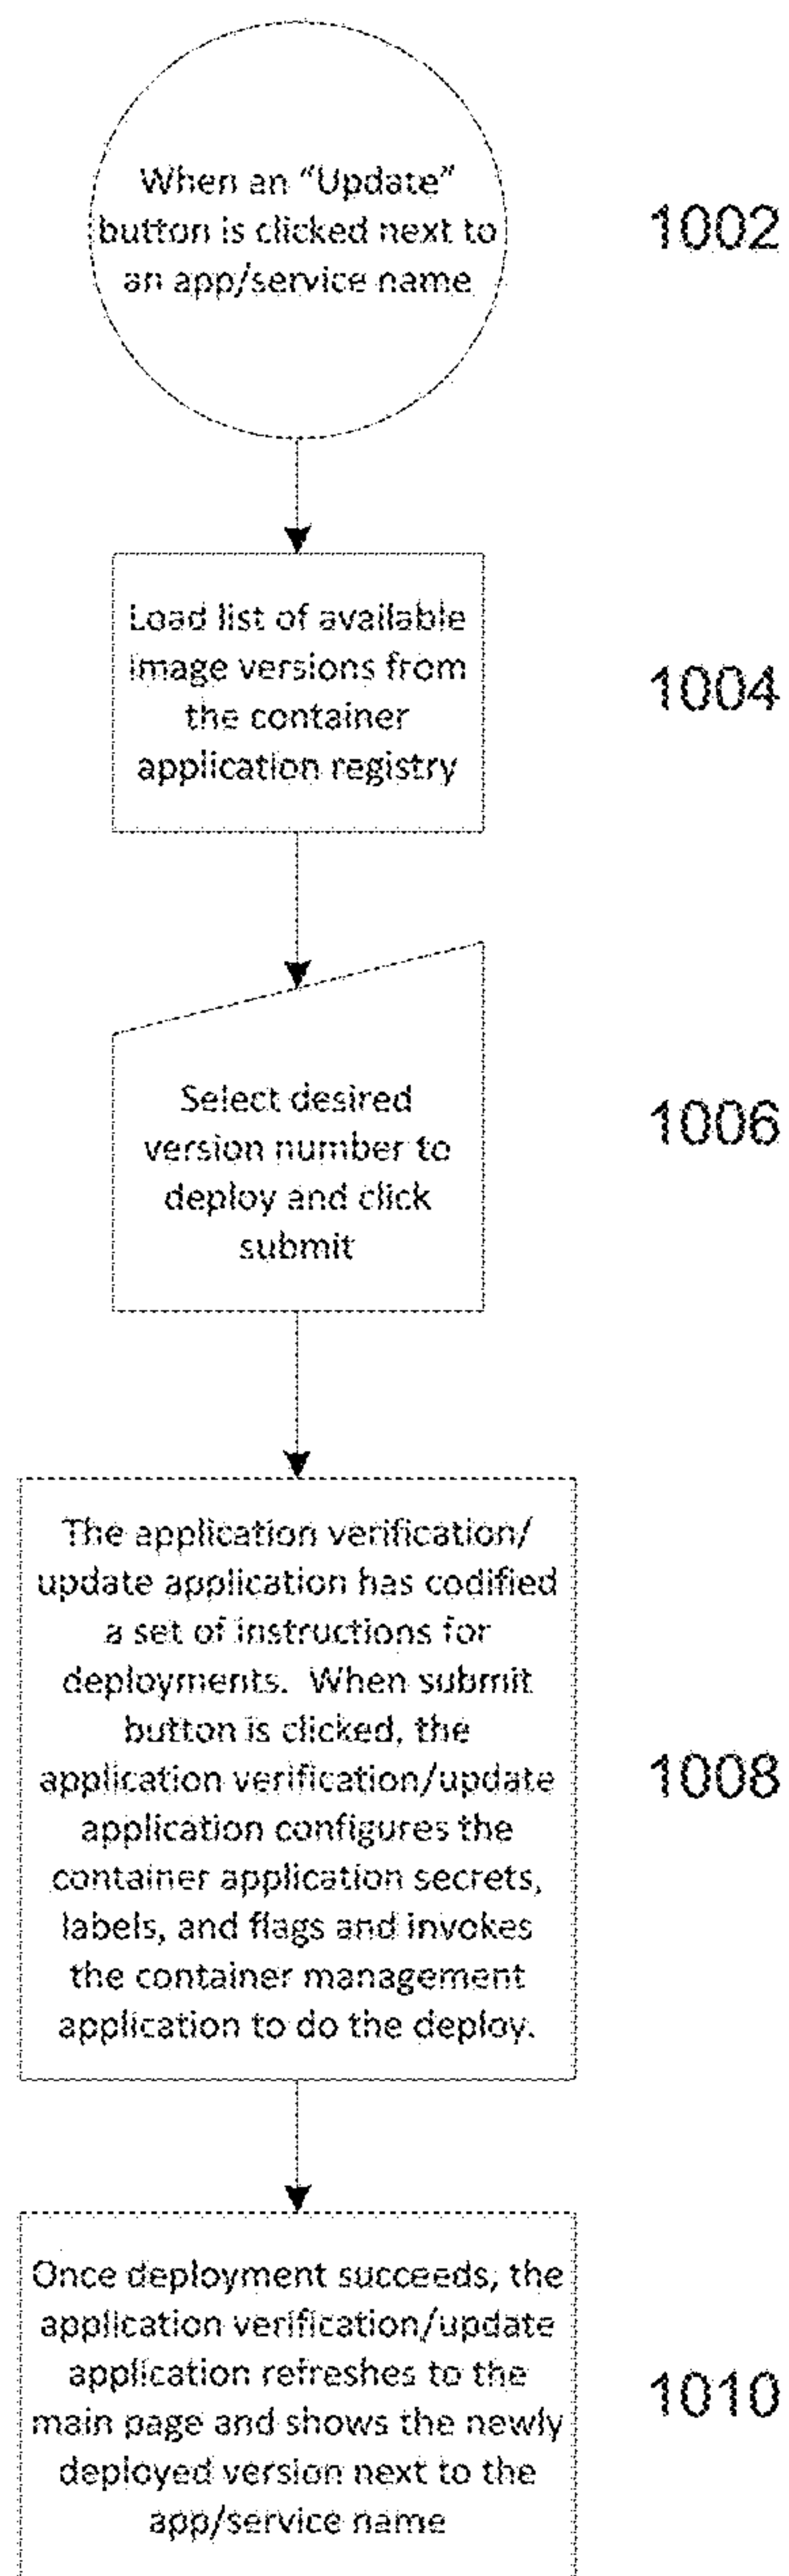 When an “Update”
button is clicked next to
an app/service name
1002
Load list of available
image versions from
the container
application registry
1004
Select desired
version number to
deploy and click
submit
1006
The application verification/
update application has codified
a set of instructions for
deployments. When submit
button is clicked, the
application verification/update
application configures the
container application secrets,
labels, and flags and invokes
the container management
application to do the deploy.
1008
Once deployment succeeds, the
application verification/update
application refreshes to the
main page and shows the newly
deployed version next to the
app/service name
1010